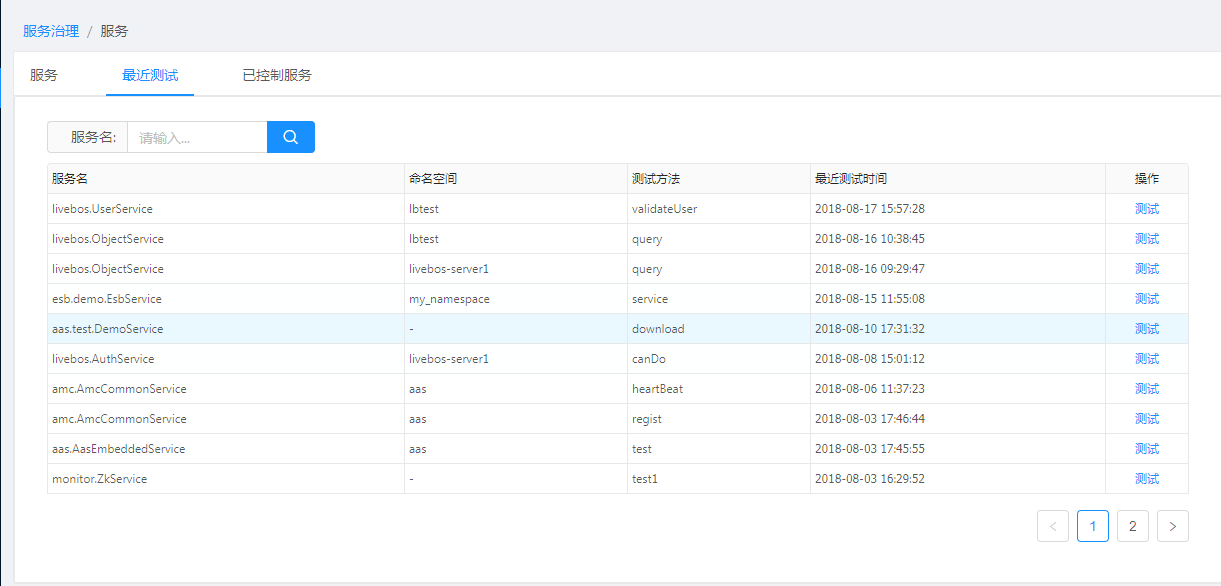 服务治理 / 服务
服务 最近测试 已控制服务
服务名: 请输入...
服务名 命名空间 测试方法 最近测试时间 操作
livebos.UserService lbtest validateUser 2018-08-17 15:57:28 测试
livebos.ObjectService lbtest query 2018-08-16 10:38:45 测试
livebos.ObjectService livebos-server1 query 2018-08-16 09:29:47 测试
esb.demo.EsbService my_namespace service 2018-08-15 11:55:08 测试
aas.test.DemoService - download 2018-08-10 17:31:32 测试
livebos.AuthService livebos-server1 canDo 2018-08-08 15:01:12 测试
amc.AmcCommonService aas heartBeat 2018-08-06 11:37:23 测试
amc.AmcCommonService aas regist 2018-08-03 17:46:44 测试
aas.AasEmbeddedService aas test 2018-08-03 17:45:55 测试
monitor.ZkService - test1 2018-08-03 16:29:52 测试
< 1 2 >